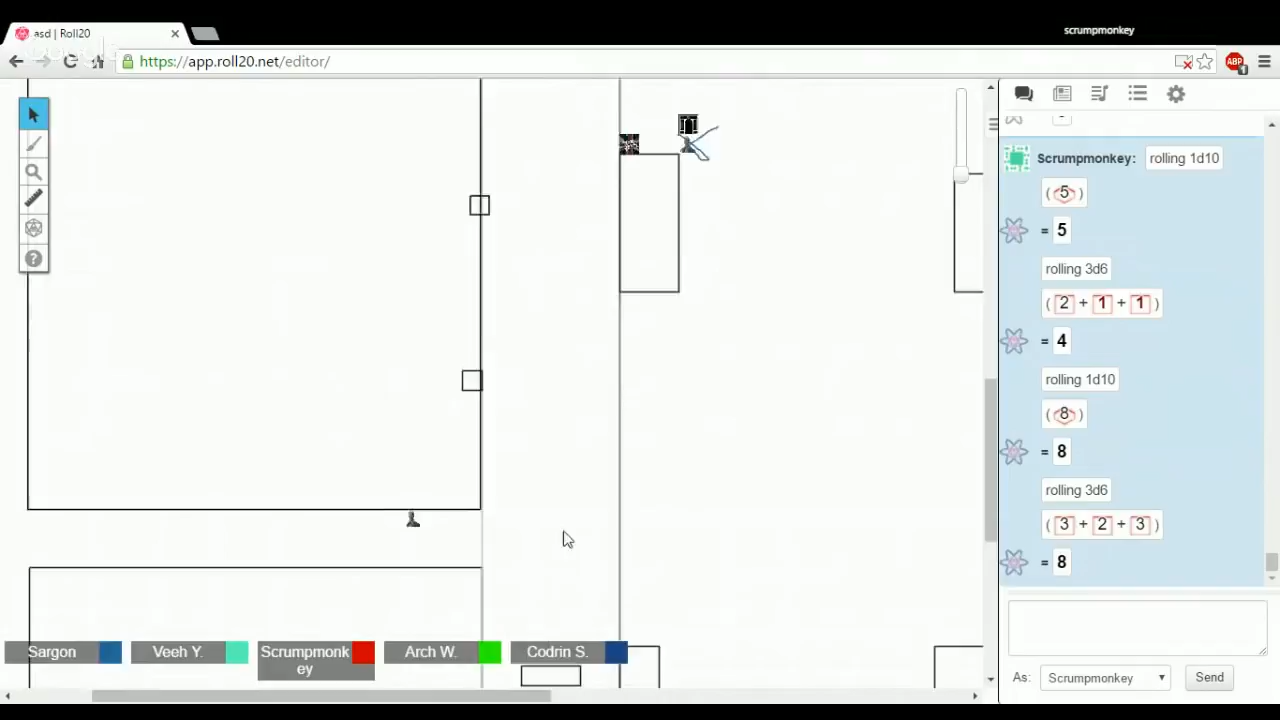 scrumpmonkey
asd | Roll20
https://app.roll20.net/editor/
ABP
Scrumpmonkey: rolling 1d10
( 5 )
= 5
rolling 3d6
( 2 + 1 + 1 )
= 4
rolling 1d10
( 8 )
= 8
rolling 3d6
( 3 + 2 + 3 )
= 8
Sargon
Veeh Y.
Scrumpmonk
ey
Arch W.
Codrin S.
As: Scrumpmonkey
Send